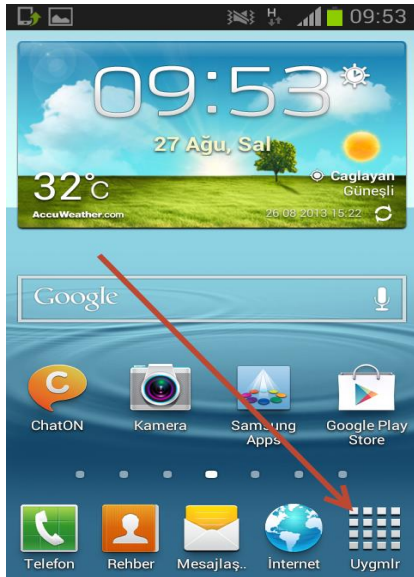 H
09:53
09:53
27 Ağu, Sal
32°c
Caglayan
Güneşli
AccuWeather.com
26-08-2013 15:22
Google
C
ChatON
Kamera
Samsung
Apps
Google Play
Store
Telefon
Rehber
Mesajlaş..
İnternet
Uygmlr